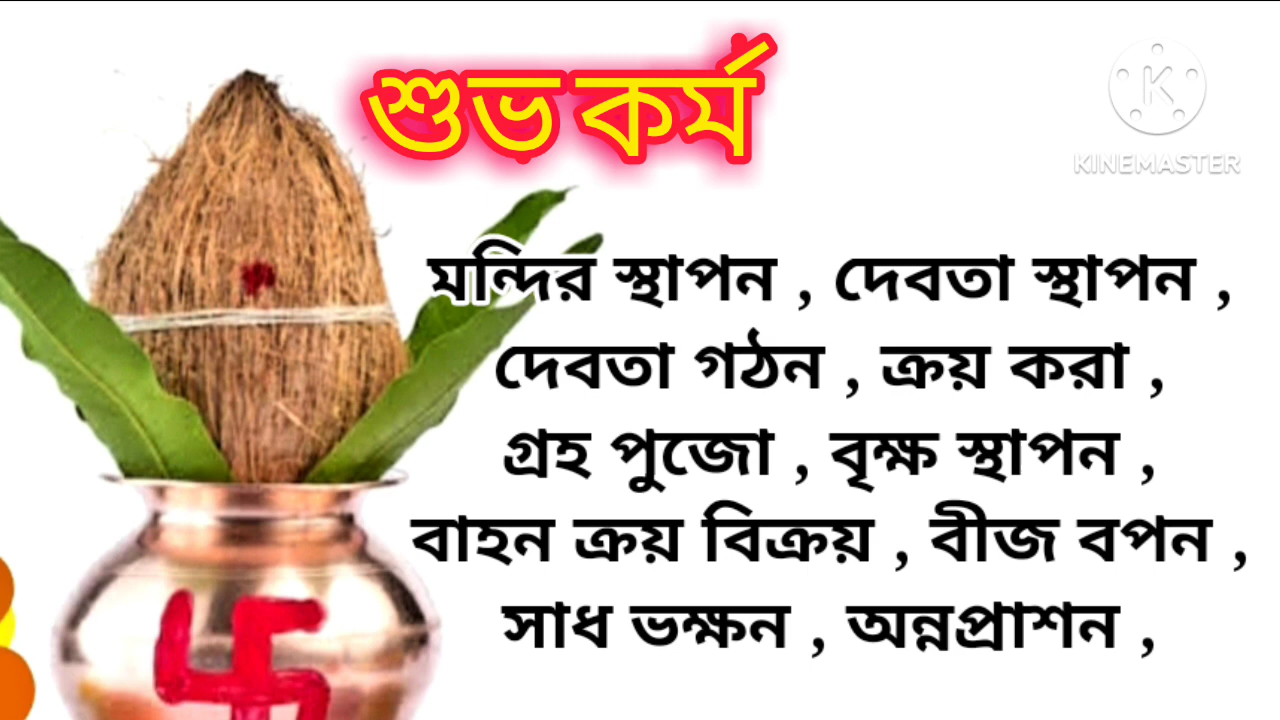 শুভ কর্ম
KINEMASTER
মন্দির স্থাপন , দেবতা স্থাপন ,
দেবতা গঠন , ক্রয় করা ,
গ্রহ পুজো , বৃক্ষ স্থাপন ,
বাহন ক্রয় বিক্রয় , বীজ বপন ,
সাধ ভক্ষন , অন্নপ্রাশন ,